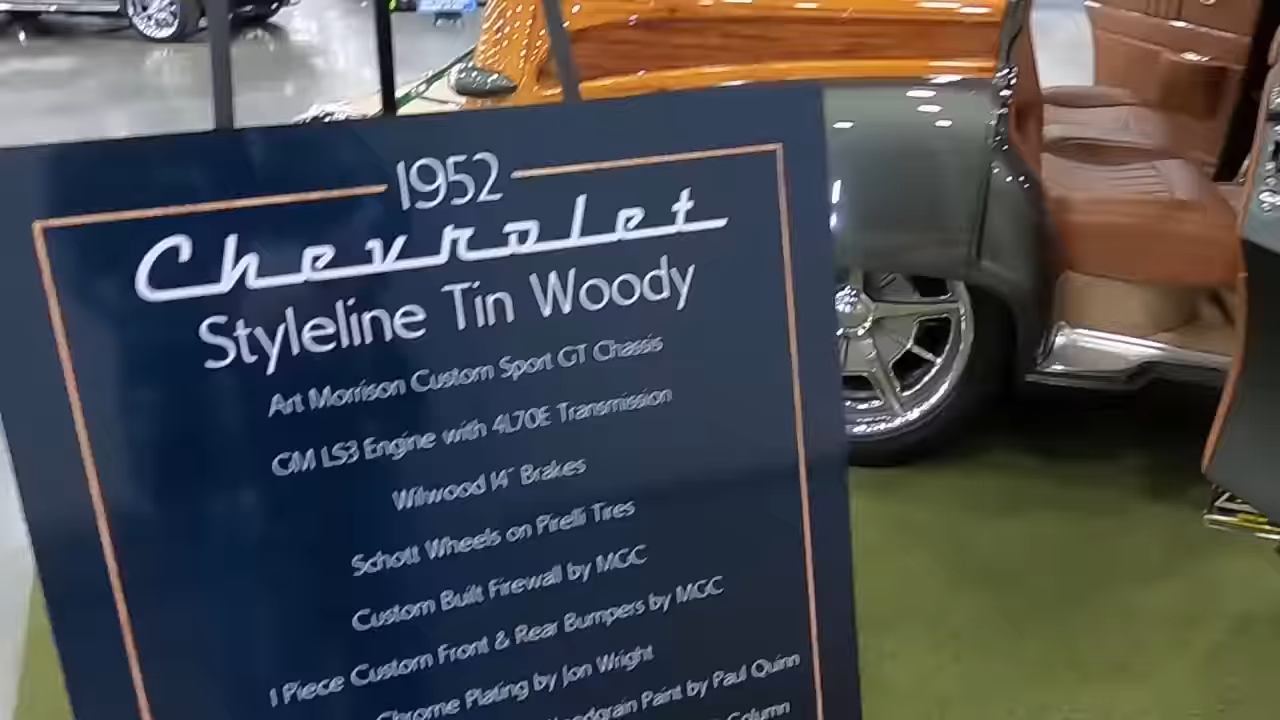 1952
Chevrolet
Styleline Tin Woody
Art Morrison Custom Sport GT Chassis
GM LS3 Engine with 4L70E Transmission
Wilwood 14" Brakes
Schott Wheels on Pirelli Tires
Custom Built Firewall by MGC
1 Piece Custom Front & Rear Bumpers by MGC
Chrome Plating by Jon Wright
Paint by Paul Quinn
Column